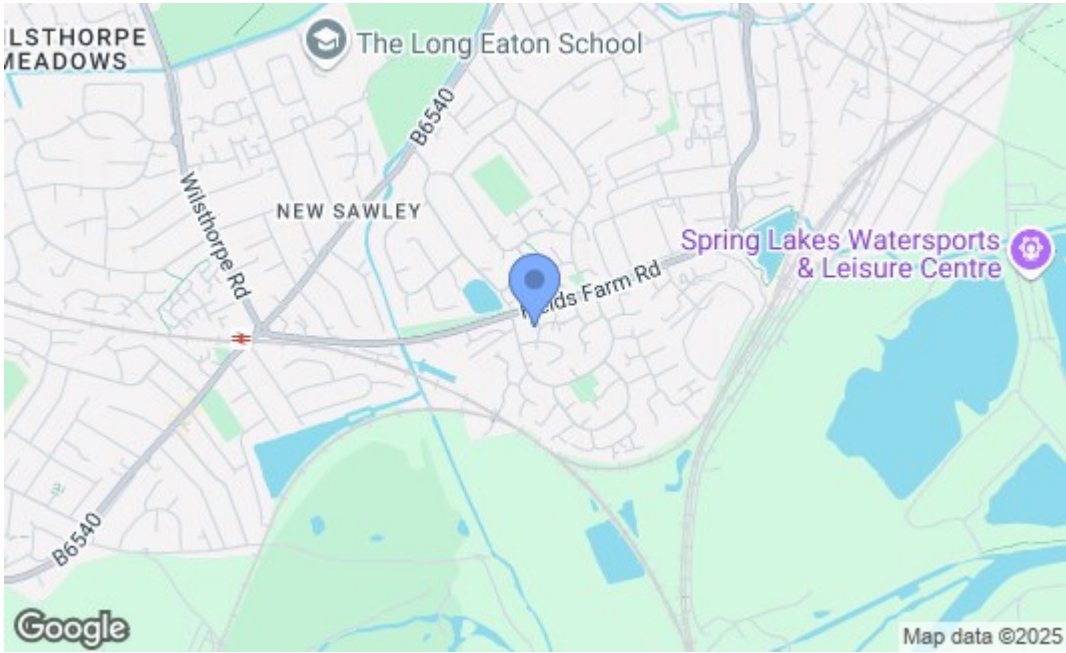 ILSTHORPE
MEADOWS
The Long Eaton School
B6540
Wilsthorpe Rd
NEW SAWLEY
Spring Lakes Watersports
& Leisure Centre
Fields Farm Rd
B6540
Google
Map data ©2025